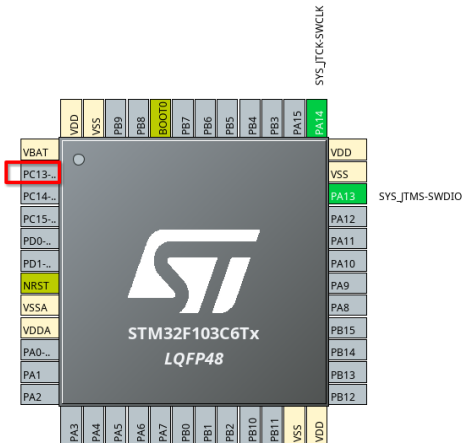 SYS_JTCK-SWCLK
VDD
VSS
PB9
PB8
BOOT0
PB7
PB6
PB5
PB4
PB3
PA15
PA14
VBAT
PC13-..
PC14-..
PC15-..
PD0-..
PD1-..
NRST
VSSA
VDDA
PA0-..
PA1
PA2
VDD
VSS
PA13 SYS_JTMS-SWDIO
PA12
PA11
PA10
PA9
PA8
PB15
PB14
PB13
PB12
ST
STM32F103C6Tx
LQFP48
PA3
PA4
PA5
PA6
PA7
PB0
PB1
PB2
PB10
PB11
VSS
VDD